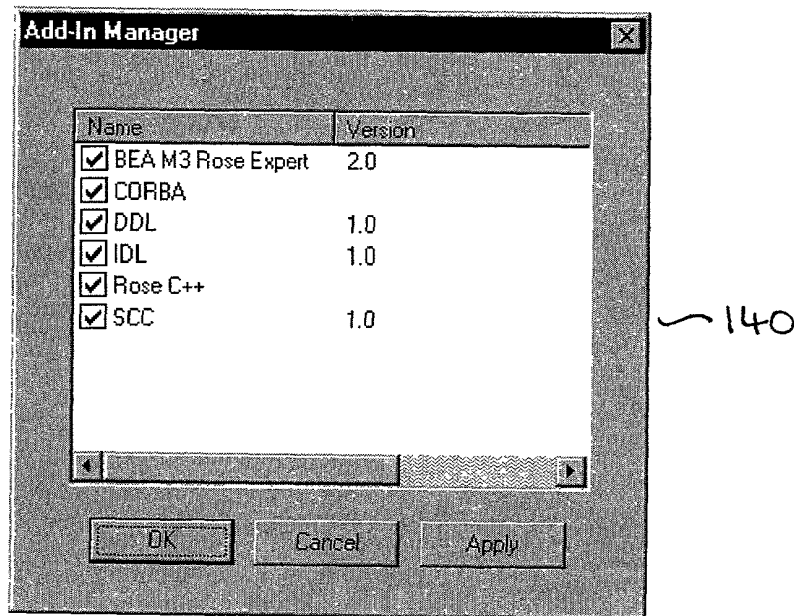 Add-In Manager
Name Version
BEA M3 Rose Expert 2.0
CORBA
DDL 1.0
IDL 1.0
Rose C++
SCC 1.0
140
OK Cancel Apply